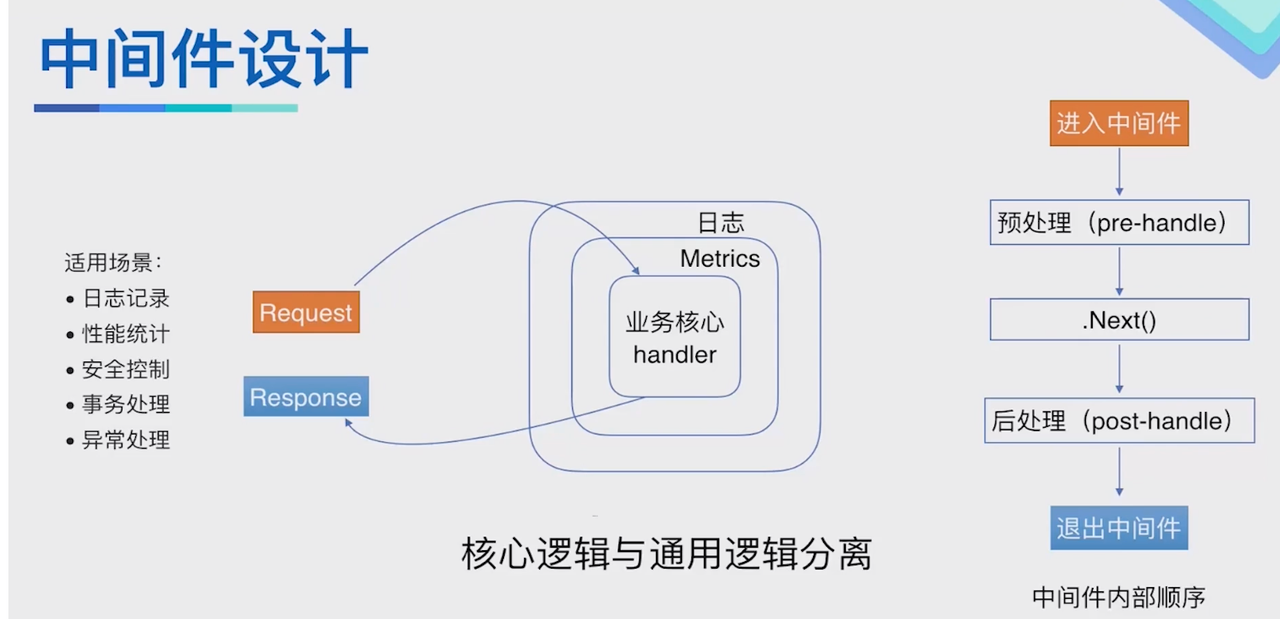 中间件设计
适用场景：
• 日志记录
• 性能统计
• 安全控制
• 事务处理
• 异常处理
Request
Response
日志
Metrics
业务核心
handler
核心逻辑与通用逻辑分离
进入中间件
预处理（pre-handle）
.Next()
后处理（post-handle）
退出中间件
中间件内部顺序